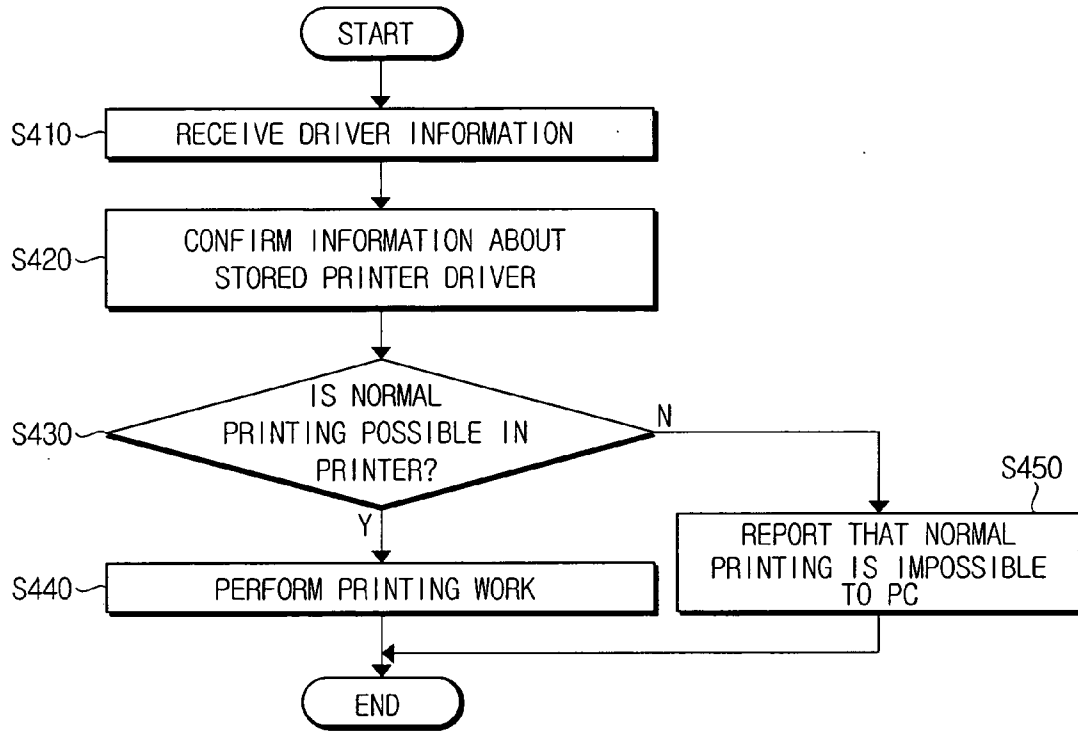 START
S410
RECEIVE DRIVER INFORMATION
S420
CONFIRM INFORMATION ABOUT
STORED PRINTER DRIVER
S430
IS NORMAL
PRINTING POSSIBLE IN
PRINTER?
N
Y
S450
REPORT THAT NORMAL
PRINTING IS IMPOSSIBLE
TO PC
S440
PERFORM PRINTING WORK
END